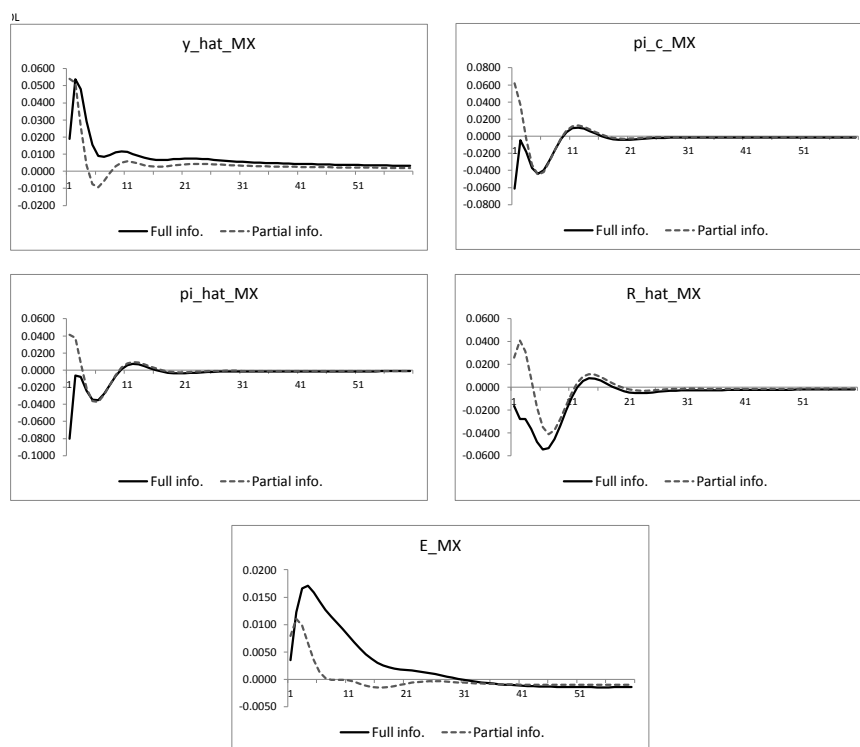 y_hat_MX
0.0600
0.0500
0.0400
0.0300
0.0200
0.0100
0.0000
-0.0100
-0.0200
1 11 21 31 41 51
Full info. Partial info.
pi_c_MX
0.0800
0.0600
0.0400
0.0200
0.0000
-0.0200
-0.0400
-0.0600
-0.0800
1 11 21 31 41 51
Full info. Partial info.
pi_hat_MX
0.0600
0.0400
0.0200
0.0000
-0.0200
-0.0400
-0.0600
-0.0800
-0.1000
1 11 21 31 41 51
Full info. Partial info.
R_hat_MX
0.0600
0.0400
0.0200
0.0000
-0.0200
-0.0400
-0.0600
1 11 21 31 41 51
Full info. Partial info.
E_MX
0.0200
0.0150
0.0100
0.0050
0.0000
-0.0050
1 11 21 31 41 51
Full info. Partial info.